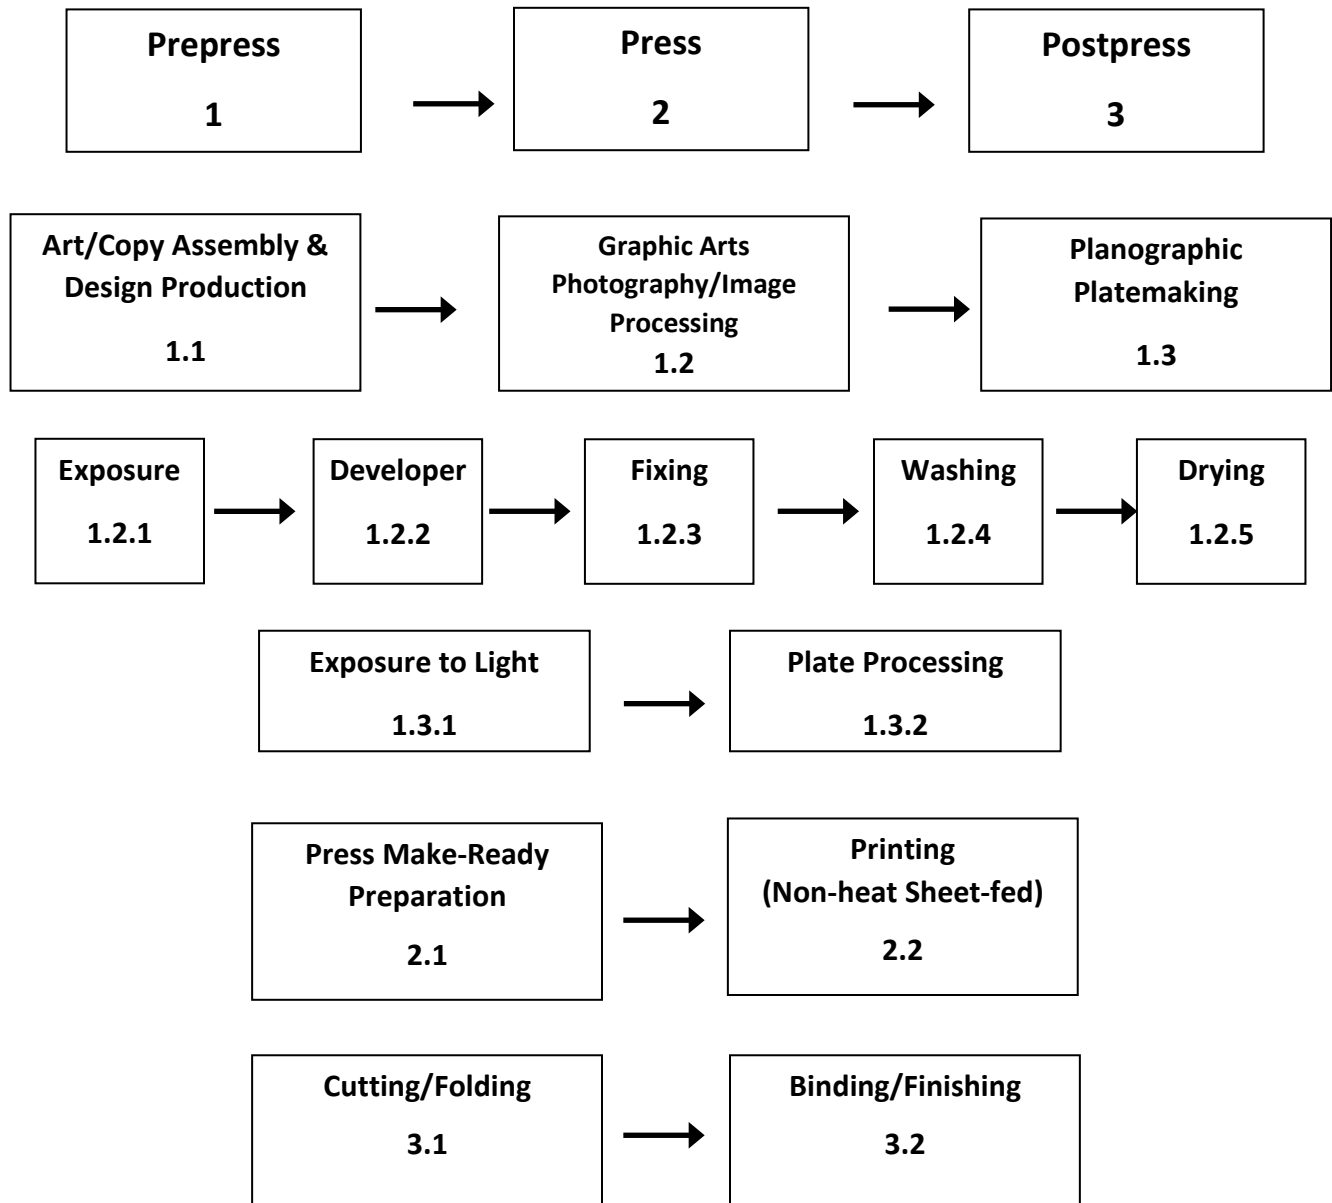 Prepress
1
Press
2
Postpress
3
Art/Copy Assembly &
Design Production
1.1
Graphic Arts
Photography/Image
Processing
1.2
Planographic
Platemaking
1.3
Exposure
1.2.1
Developer
1.2.2
Fixing
1.2.3
Washing
1.2.4
Drying
1.2.5
Exposure to Light
1.3.1
Plate Processing
1.3.2
Press Make-Ready
Preparation
2.1
Printing
(Non-heat Sheet-fed)
2.2
Cutting/Folding
3.1
Binding/Finishing
3.2